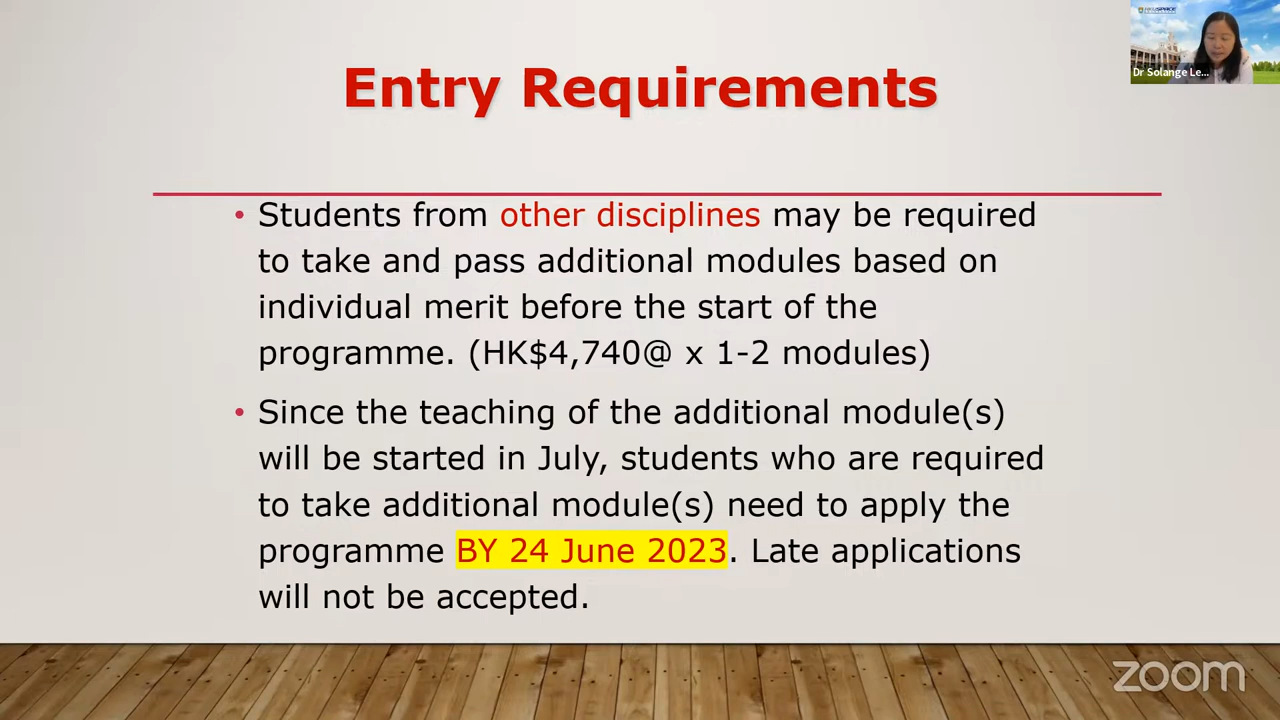 HKUSPACE
Dr Solange Le...
Entry Requirements
• Students from other disciplines may be required
to take and pass additional modules based on
individual merit before the start of the
programme. (HK$4,740@ x 1-2 modules)
• Since the teaching of the additional module(s)
will be started in July, students who are required
to take additional module(s) need to apply the
programme BY 24 June 2023. Late applications
will not be accepted.
zoom